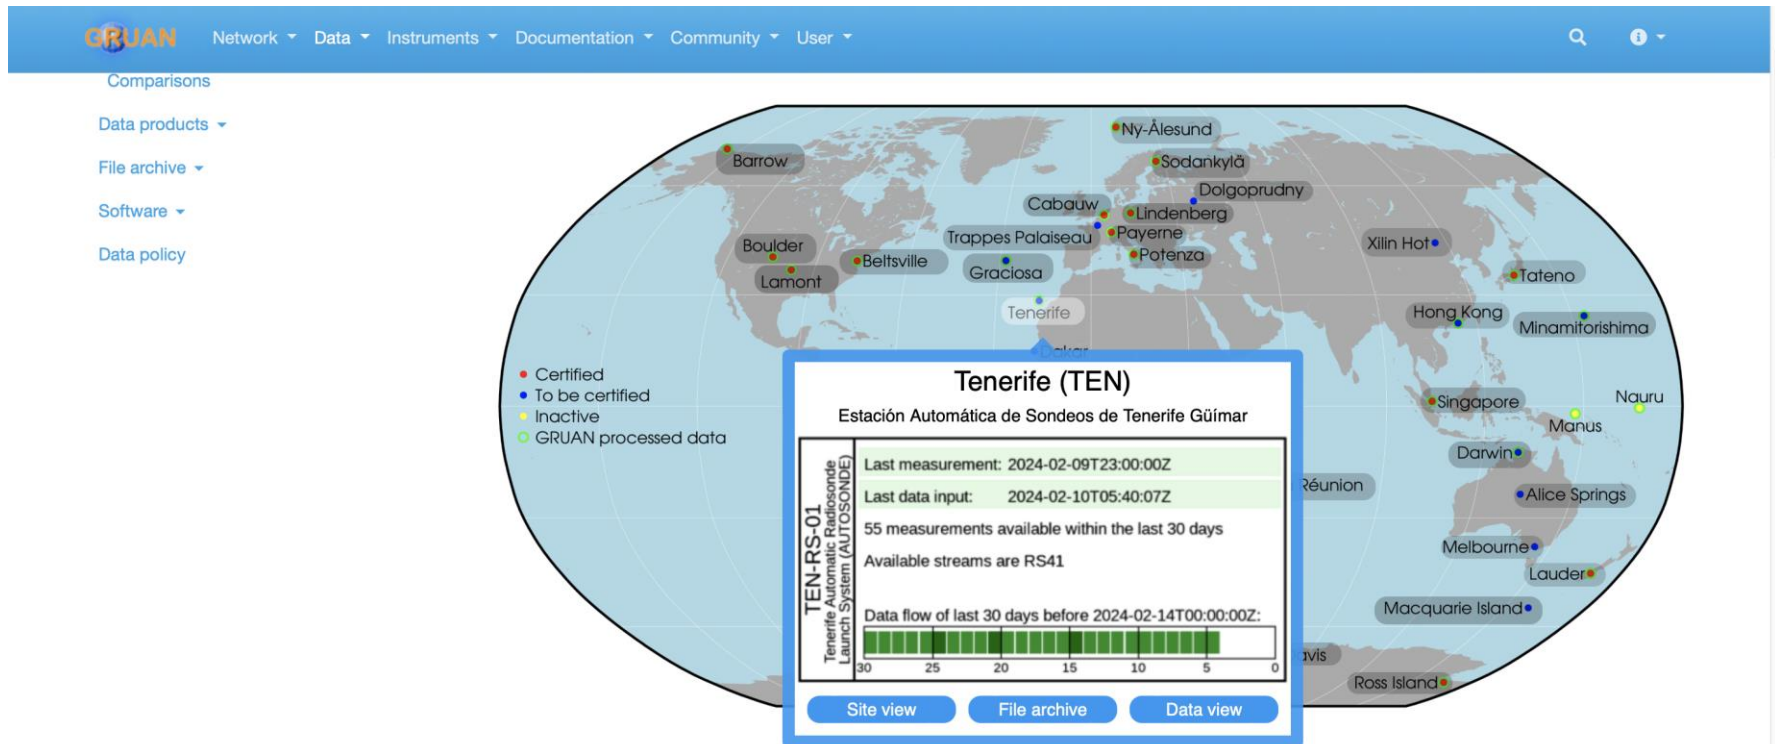 GRUAN Network Data Instruments Documentation Community User
Comparisons
Data products
File archive
Software
Data policy
Ny-Ålesund
Barrow
Sodankylä
Dolgoprudny
Cabauw
Lindenberg
Trappes Palaiseau
Payerne
Boulder
Potenza
Xilin Hot
Beltsville
Graciosa
Lamont
Tateno
Tenerife
Hong Kong
Minamitorishima
Dakar
Certified
To be certified
Inactive
GRUAN processed data
Nauru
Singapore
Manus
Darwin
Réunion
Alice Springs
Melbourne
Lauder
Macquarie Island
Ross Island
Tenerife (TEN)
Estación Automática de Sondeos de Tenerife Güímar
TEN-RS-01
Tenerife Automatic Radiosonde
Launch System (AUTOSONDE)
Last measurement: 2024-02-09T23:00:00Z
Last data input: 2024-02-10T05:40:07Z
55 measurements available within the last 30 days
Available streams are RS41
Data flow of last 30 days before 2024-02-14T00:00:00Z:
30 25 20 15 10 5 0
Site view File archive Data view